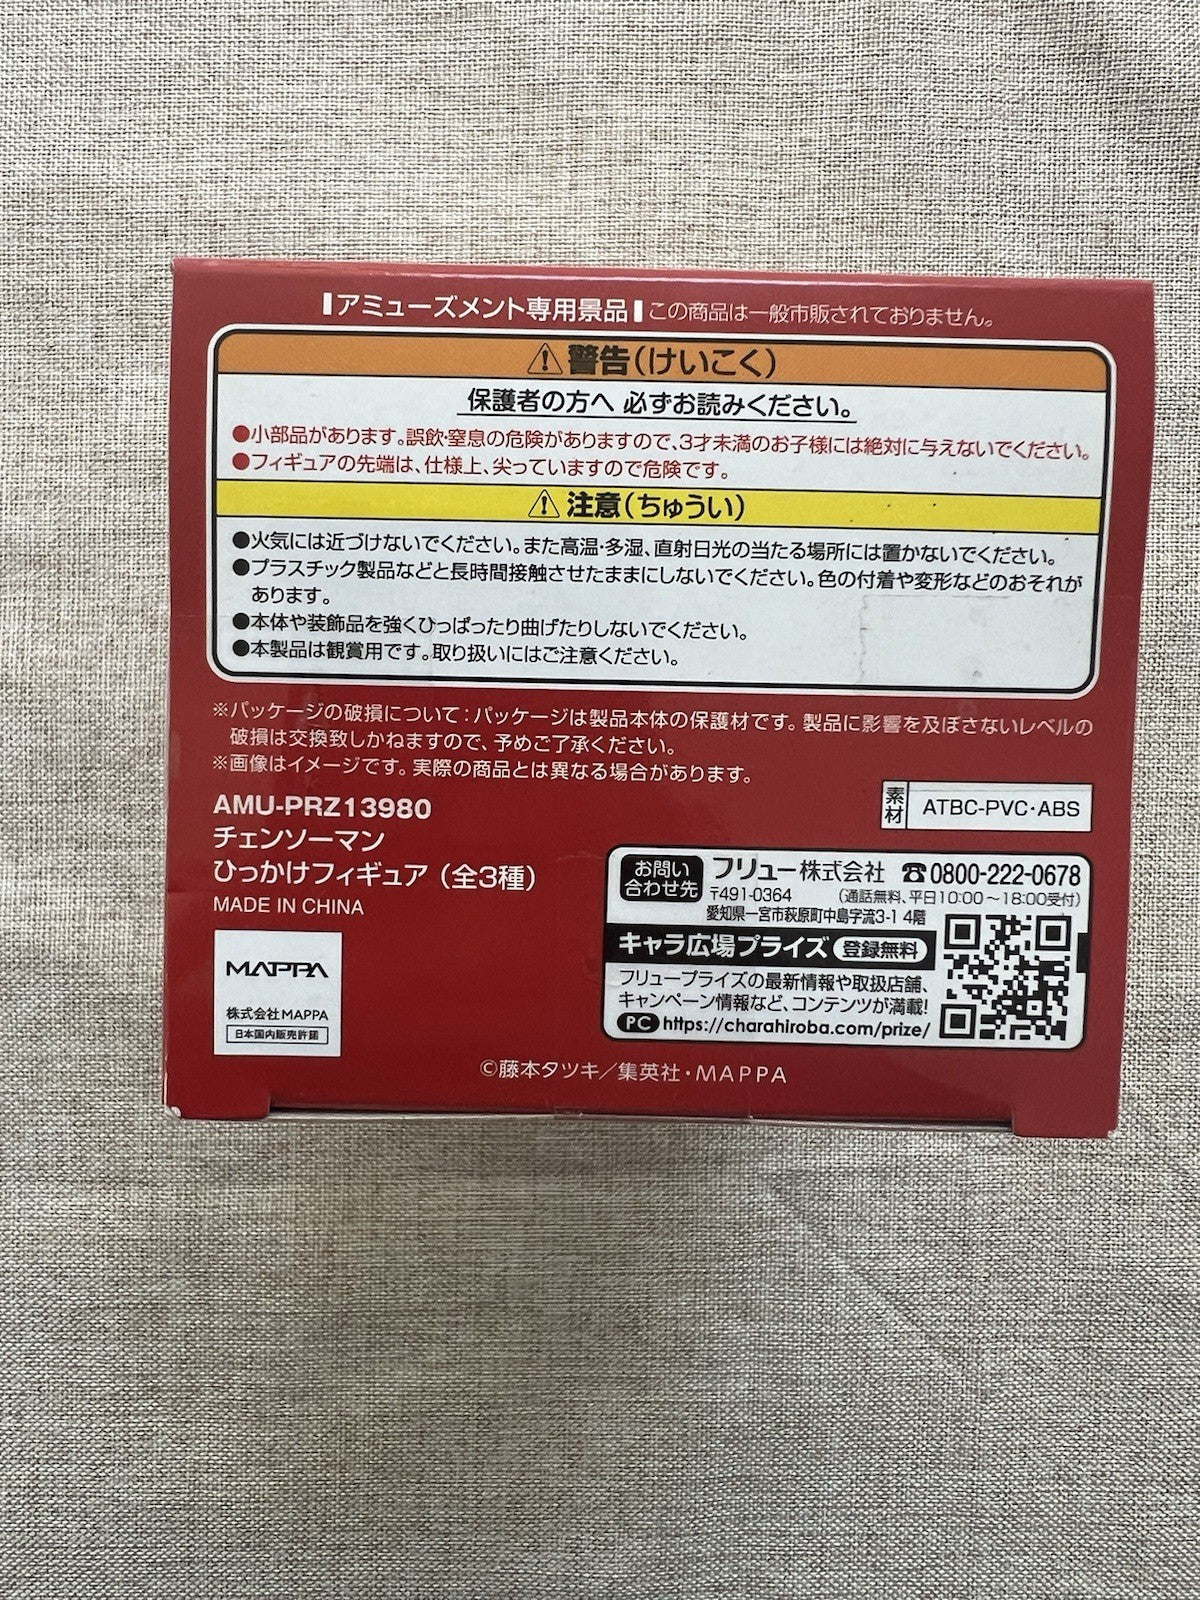 アミューズメント専用景品 この商品は一般市販されておりません。
⚠警告(けいこく)
保護者の方へ 必ずお読みください。
●小部品があります。誤飲・窒息の危険がありますので、3才未満のお子様には絶対に与えないでください。
●フィギュアの先端は、仕様上、尖っていますので危険です。
⚠注意(ちゅうい)
●火気には近づけないでください。また高温・多湿、直射日光の当たる場所には置かないでください。
●プラスチック製品などと長時間接触させたままにしないでください。色の付着や変形などのおそれが
あります。
●本体や装飾品を強くひっぱったり曲げたりしないでください。
●本製品は観賞用です。取り扱いにはご注意ください。
※パッケージの破損について：パッケージは製品本体の保護材です。製品に影響を及ぼさないレベルの
破損は交換致しかねますので、予めご了承ください。
※画像はイメージです。実際の商品とは異なる場合があります。
AMU-PRZ13980
チェンソーマン
ひっかけフィギュア（全3種）
MADE IN CHINA
素材 ATBC-PVC・ABS
MAPPA
株式会社MAPPA
日本国内販売許諾
お問い合わせ先 フリュー株式会社 ☎0800-222-0678
〒491-0364 (通話無料、平日10:00～18:00受付)
愛知県一宮市萩原町中島字流3-1 4階
キャラ広場プライズ 登録無料
フリュープライズの最新情報や取扱店舗、
キャンペーン情報など、コンテンツが満載!
PC https://charahiroba.com/prize/
©藤本タツキ／集英社・MAPPA